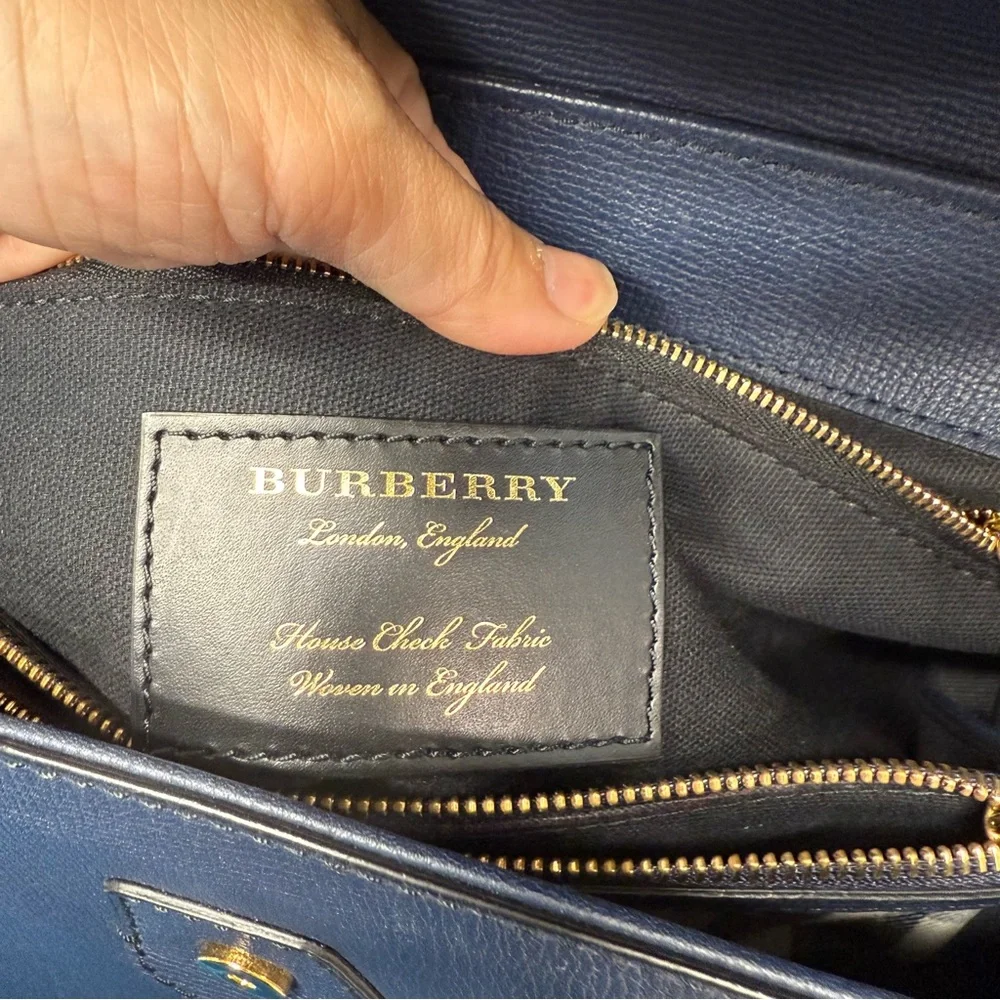 BURBERRY
London, England
House Check Fabric
Woven in England